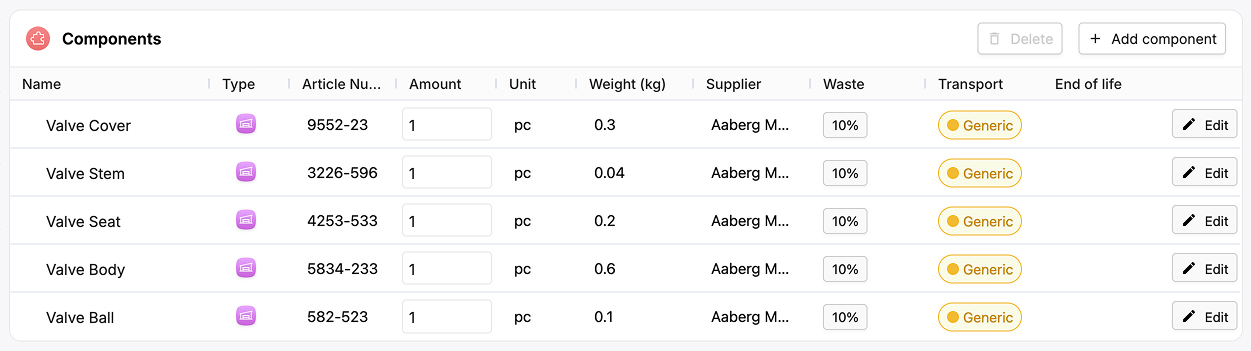 Components
Delete
+ Add component
Name Type Article Nu... Amount Unit Weight (kg) Supplier Waste Transport End of life
Valve Cover 9552-23 1 pc 0.3 Aaberg M... 10% Generic Edit
Valve Stem 3226-596 1 pc 0.04 Aaberg M... 10% Generic Edit
Valve Seat 4253-533 1 pc 0.2 Aaberg M... 10% Generic Edit
Valve Body 5834-233 1 pc 0.6 Aaberg M... 10% Generic Edit
Valve Ball 582-523 1 pc 0.1 Aaberg M... 10% Generic Edit